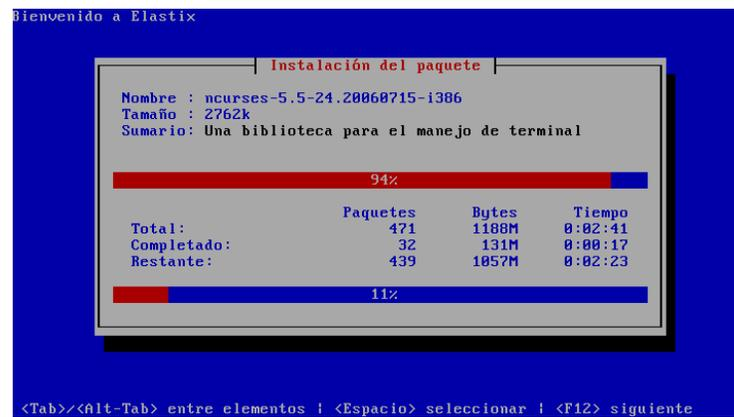 Bienvenido a Elastix
Instalación del paquete
Nombre : ncurses-5.5-24.20060715-i386
Tamaño : 2762k
Sumario: Una biblioteca para el manejo de terminal
94%
Paquetes Bytes Tiempo
Total: 471 1188M 0:02:41
Completado: 32 131M 0:00:17
Restante: 439 1057M 0:02:23
11%
<Tab>/<Alt-Tab> entre elementos | <Espacio> seleccionar | <F12> siguiente